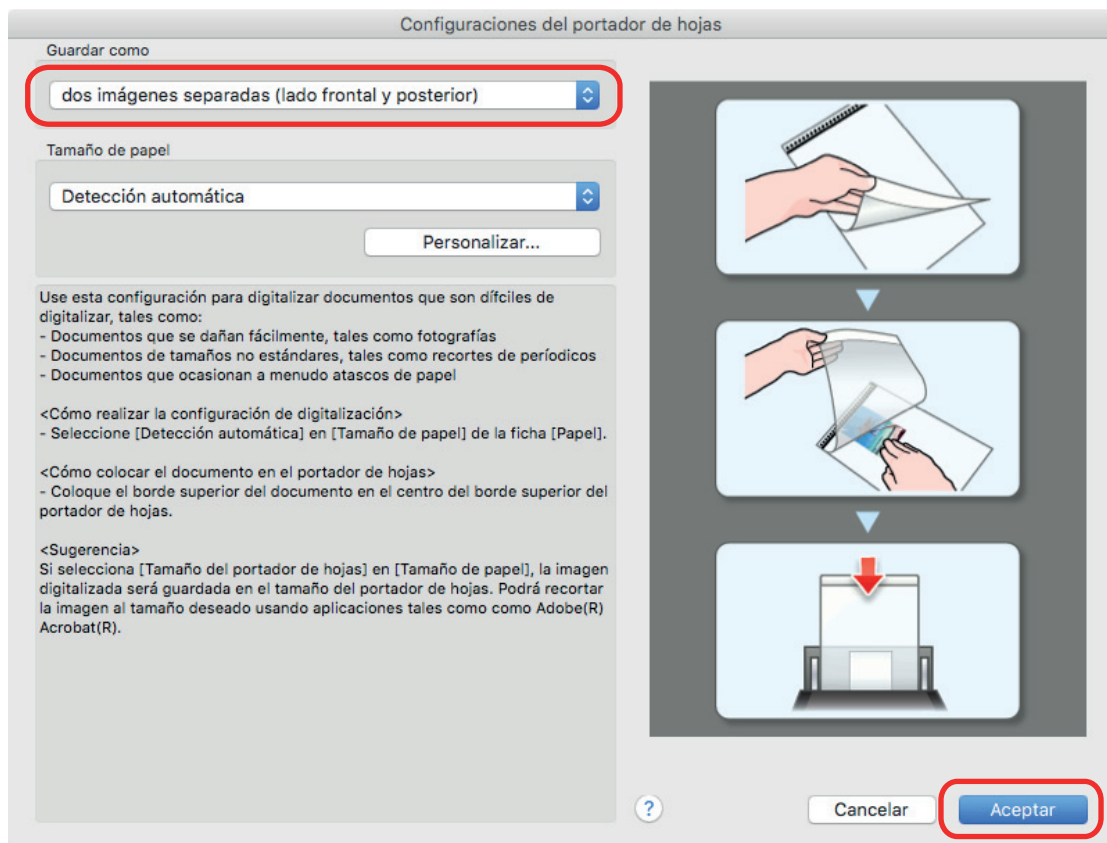 Configuraciones del portador de hojas
Guardar como
dos imágenes separadas (lado frontal y posterior)
Tamaño de papel
Detección automática
Personalizar...
Use esta configuración para digitalizar documentos que son difíciles de
digitalizar, tales como:
- Documentos que se dañan fácilmente, tales como fotografías
- Documentos de tamaños no estándares, tales como recortes de periódicos
- Documentos que ocasionan a menudo atascos de papel
<Cómo realizar la configuración de digitalización>
- Seleccione [Detección automática] en [Tamaño de papel] de la ficha [Papel].
<Cómo colocar el documento en el portador de hojas>
- Coloque el borde superior del documento en el centro del borde superior del
portador de hojas.
<Sugerencia>
Si selecciona [Tamaño del portador de hojas] en [Tamaño de papel], la imagen
digitalizada será guardada en el tamaño del portador de hojas. Podrá recortar
la imagen al tamaño deseado usando aplicaciones tales como como Adobe(R)
Acrobat(R).
?
Cancelar
Aceptar